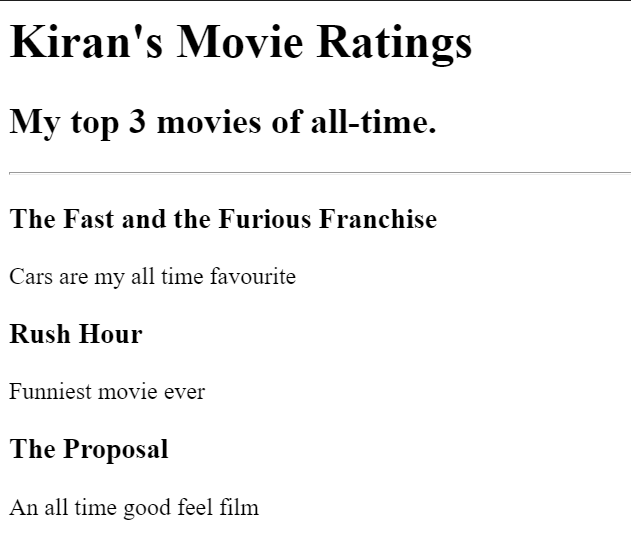 Kiran's Movie Ratings
My top 3 movies of all-time.
The Fast and the Furious Franchise
Cars are my all time favourite
Rush Hour
Funniest movie ever
The Proposal
An all time good feel film